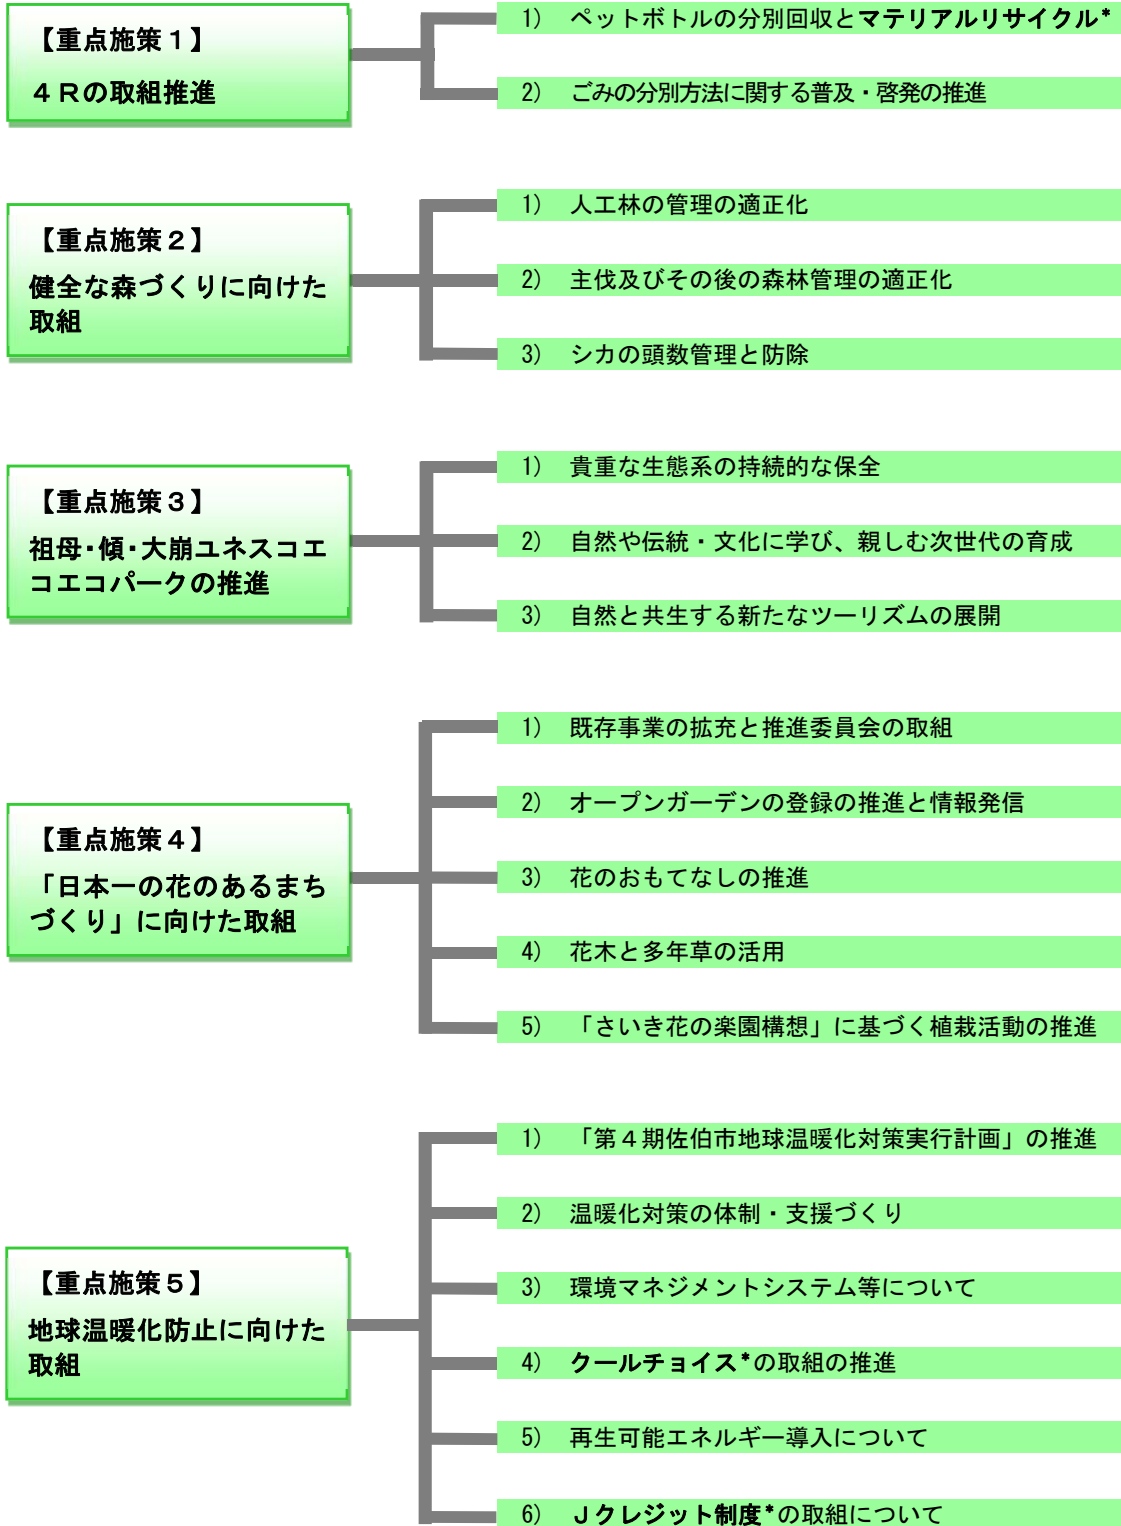 【重点施策１】
４Ｒの取組推進
1)　ペットボトルの分別回収とマテリアルリサイクル*
2)　ごみの分別方法に関する普及・啓発の推進
【重点施策２】
健全な森づくりに向けた
取組
1)　人工林の管理の適正化
2)　主伐及びその後の森林管理の適正化
3)　シカの頭数管理と防除
【重点施策３】
祖母・傾・大崩ユネスコエ
コエコパークの推進
1)　貴重な生態系の持続的な保全
2)　自然や伝統・文化に学び、親しむ次世代の育成
3)　自然と共生する新たなツーリズムの展開
【重点施策４】
「日本一の花のあるまち
づくり」に向けた取組
1)　既存事業の拡充と推進委員会の取組
2)　オープンガーデンの登録の推進と情報発信
3)　花のおもてなしの推進
4)　花木と多年草の活用
5)　「さいき花の楽園構想」に基づく植栽活動の推進
【重点施策５】
地球温暖化防止に向けた
取組
1)　「第４期佐伯市地球温暖化対策実行計画」の推進
2)　温暖化対策の体制・支援づくり
3)　環境マネジメントシステム等について
4)　クールチョイス*の取組の推進
5)　再生可能エネルギー導入について
6)　Ｊクレジット制度*の取組について